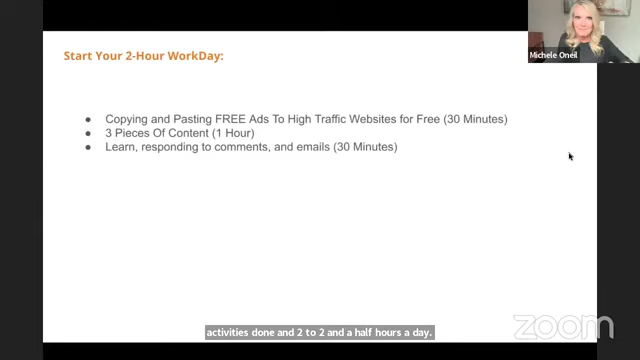 Michele Oneil
Start Your 2-Hour WorkDay:
● Copying and Pasting FREE Ads To High Traffic Websites for Free (30 Minutes)
● 3 Pieces Of Content (1 Hour)
● Learn, responding to comments, and emails (30 Minutes)
activities done and 2 to 2 and a half hours a day.
zoom